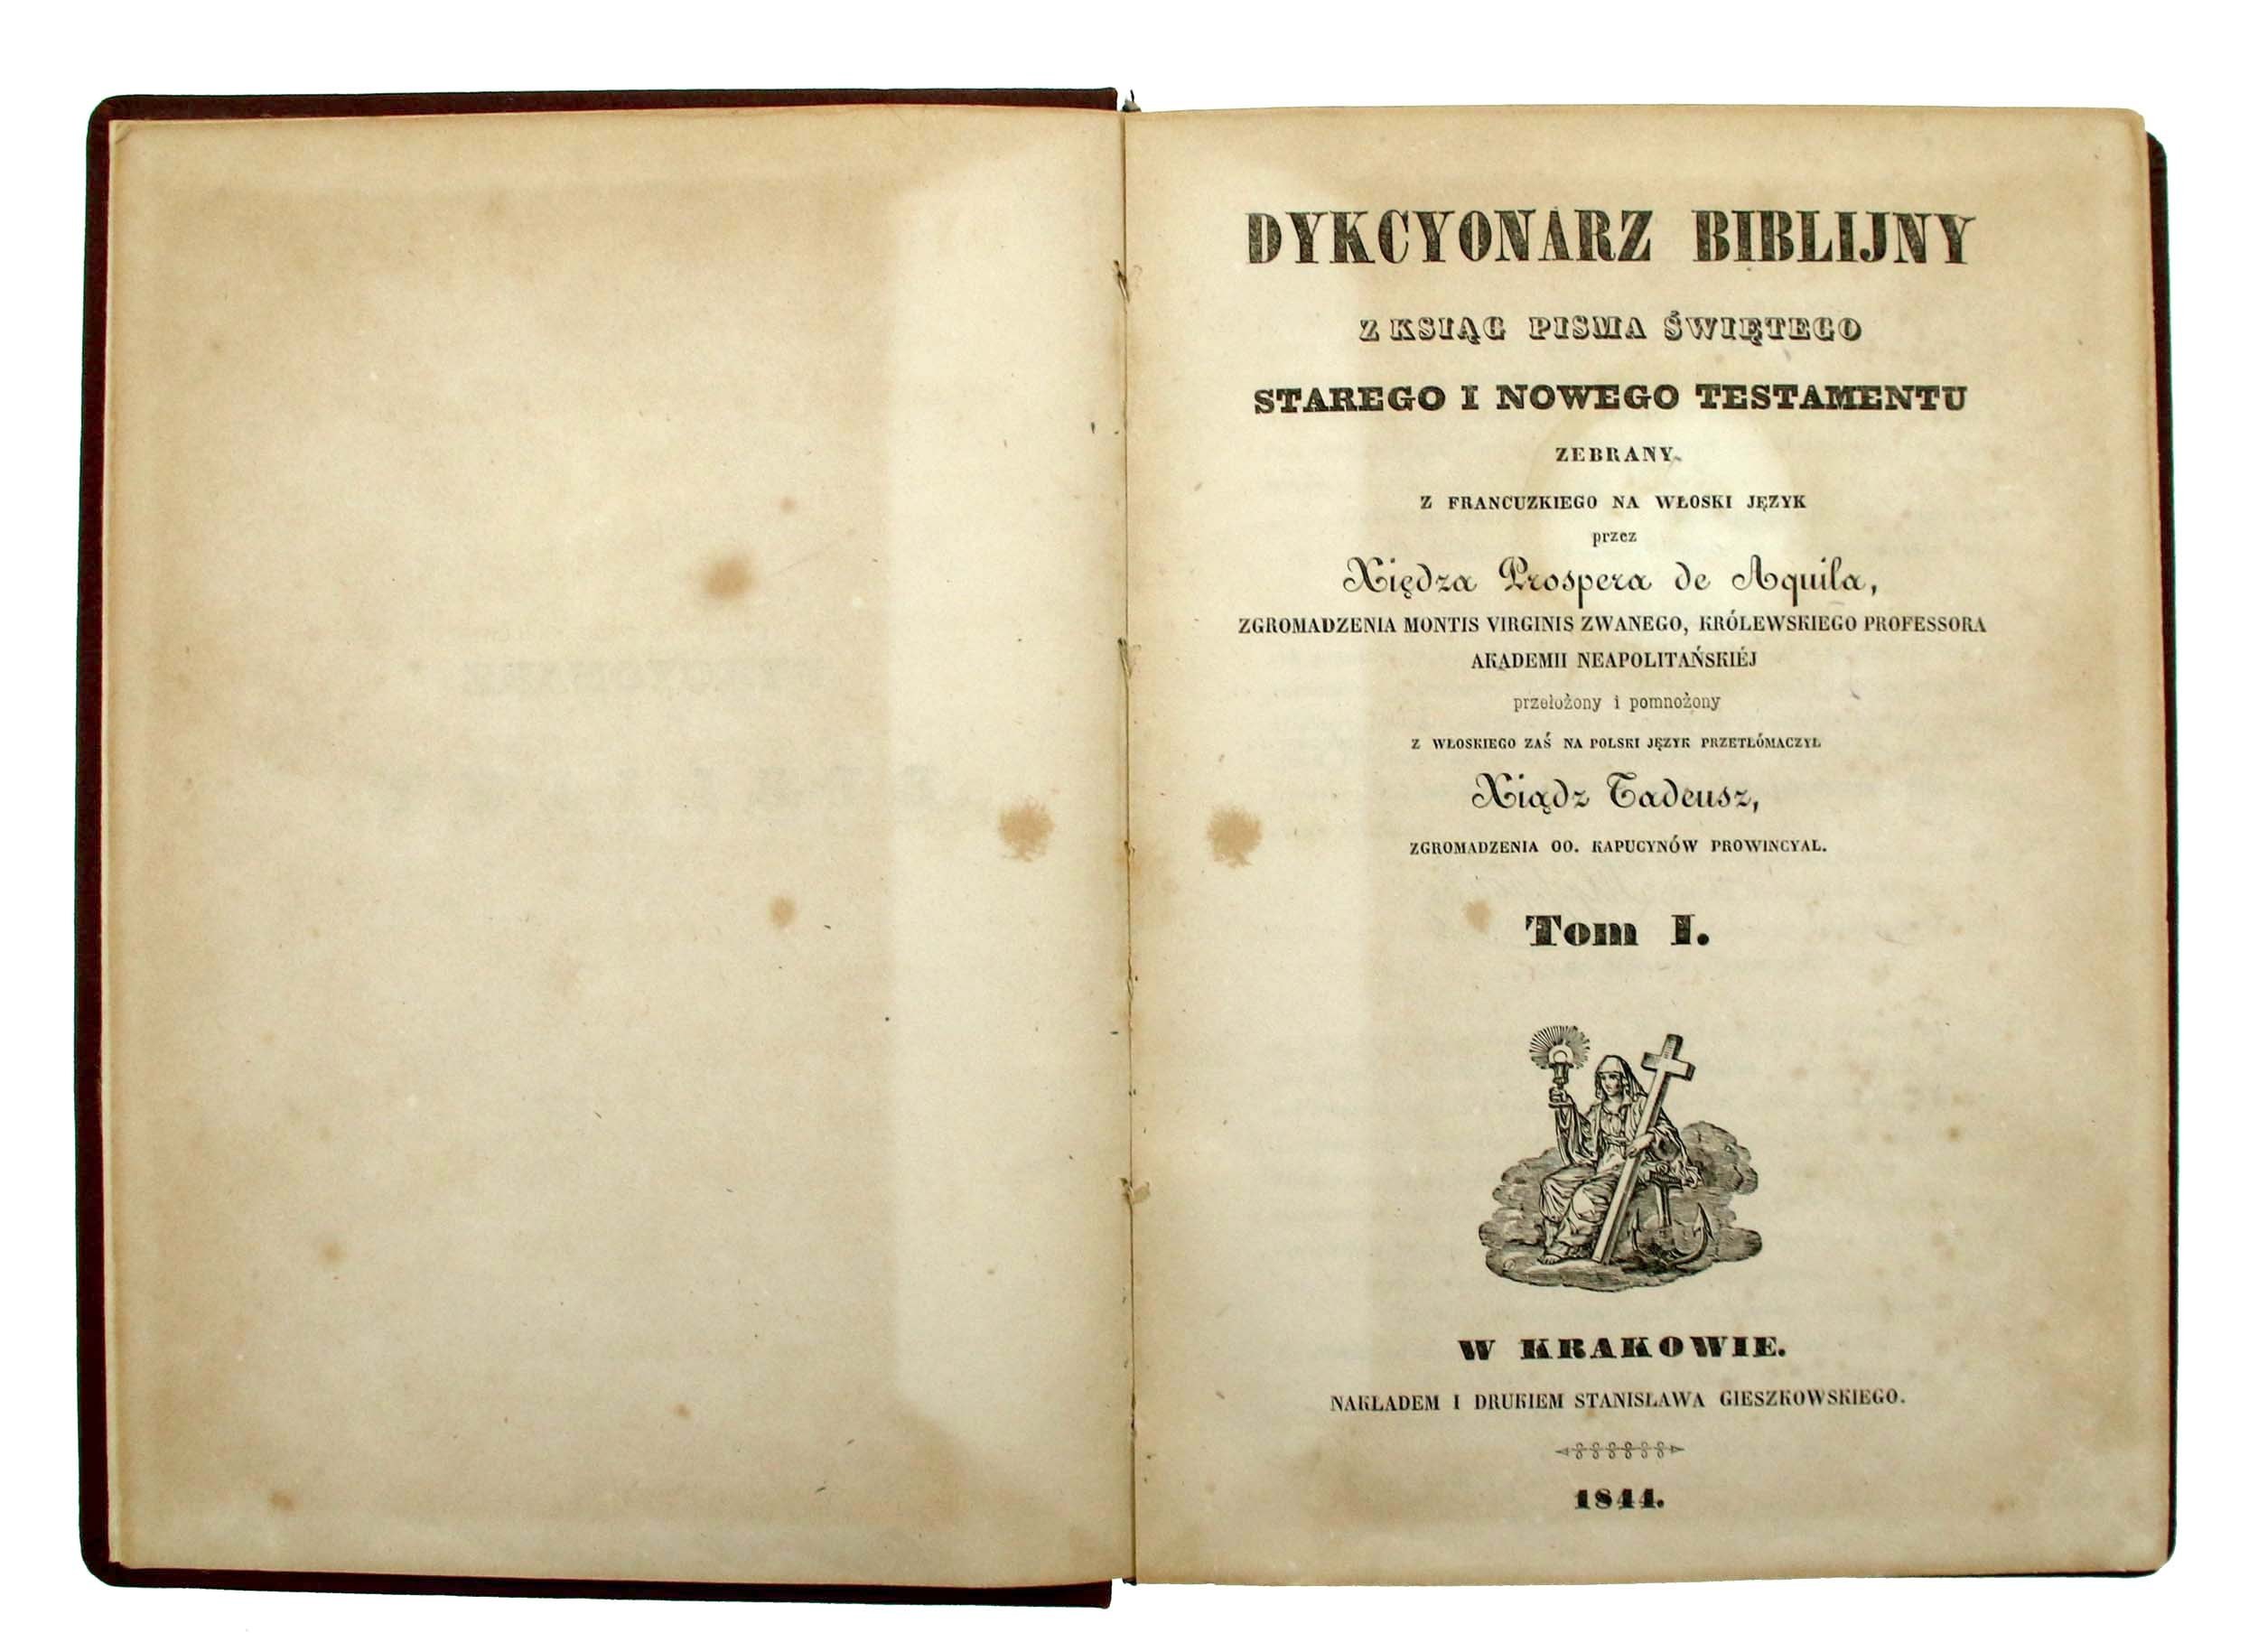 DYKCYONARZ BIBLIJNY
Z KSIĄG PISMA ŚWIĘTEGO
STAREGO I NOWEGO TESTAMENTU
ZEBRANY
Z FRANCUZKIEGO NA WŁOSKI JĘZYK
przez
Xiędza Prospera de Aquila,
ZGROMADZENIA MONTIS VIRGINIS ZWANEGO, KRÓLEWSKIEGO PROFESSORA
AKADEMII NEAPOLITAŃSKIÉJ
przełożony i pomnożony
Z WŁOSKIEGO ZAŚ NA POLSKI JĘZYK PRZETŁÓMACZYŁ
Xiądz Tadeusz,
ZGROMADZENIA OO. KAPUCYNÓW PROWINCYAŁ.
Tom I.
W KRAKOWIE.
NAKŁADEM I DRUKIEM STANISŁAWA GIESZKOWSKIEGO.
1844.